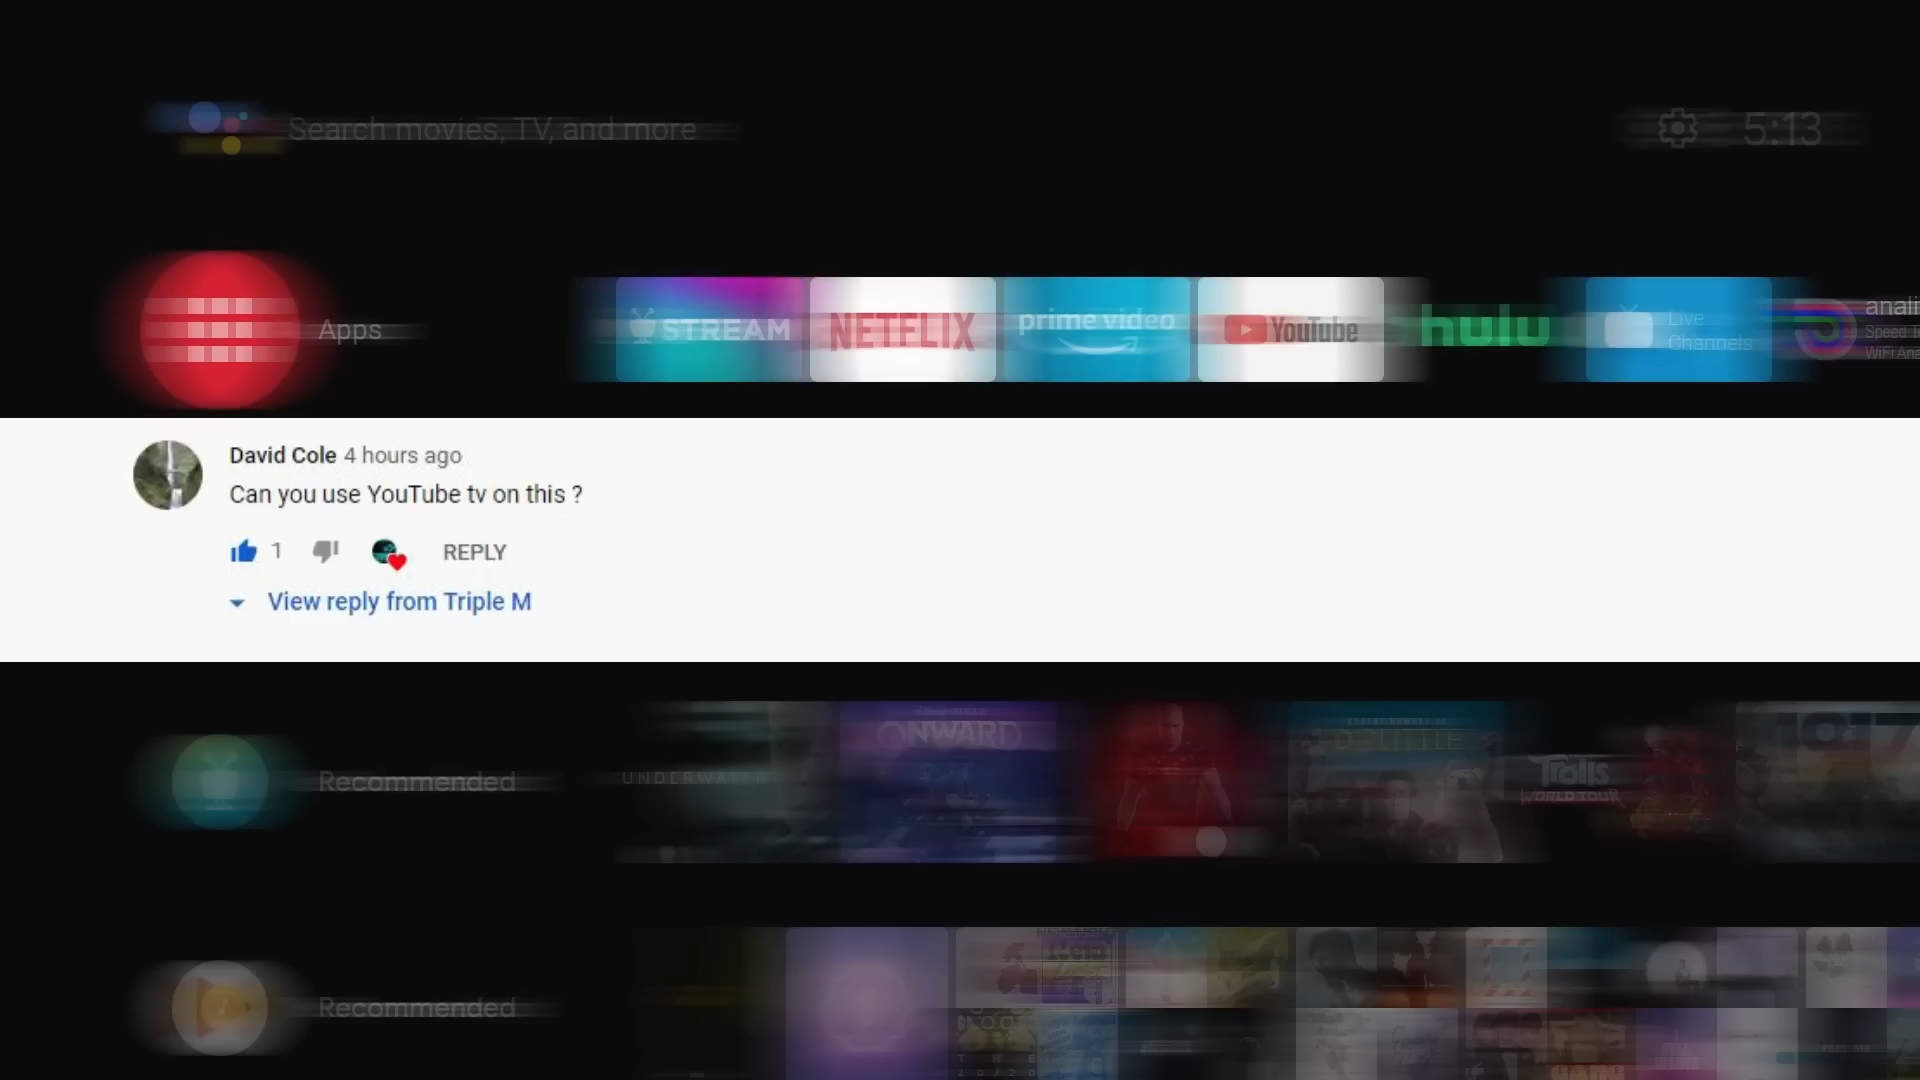 Search movies, TV, and more
5:13
Apps
STREAM
NETFLIX
prime video
YouTube
hulu
Live
Channels
David Cole 4 hours ago
Can you use YouTube tv on this ?
1
REPLY
View reply from Triple M
Recommended
UNDERWATER
ONWARD
Trolls
WORLD TOUR
Recommended